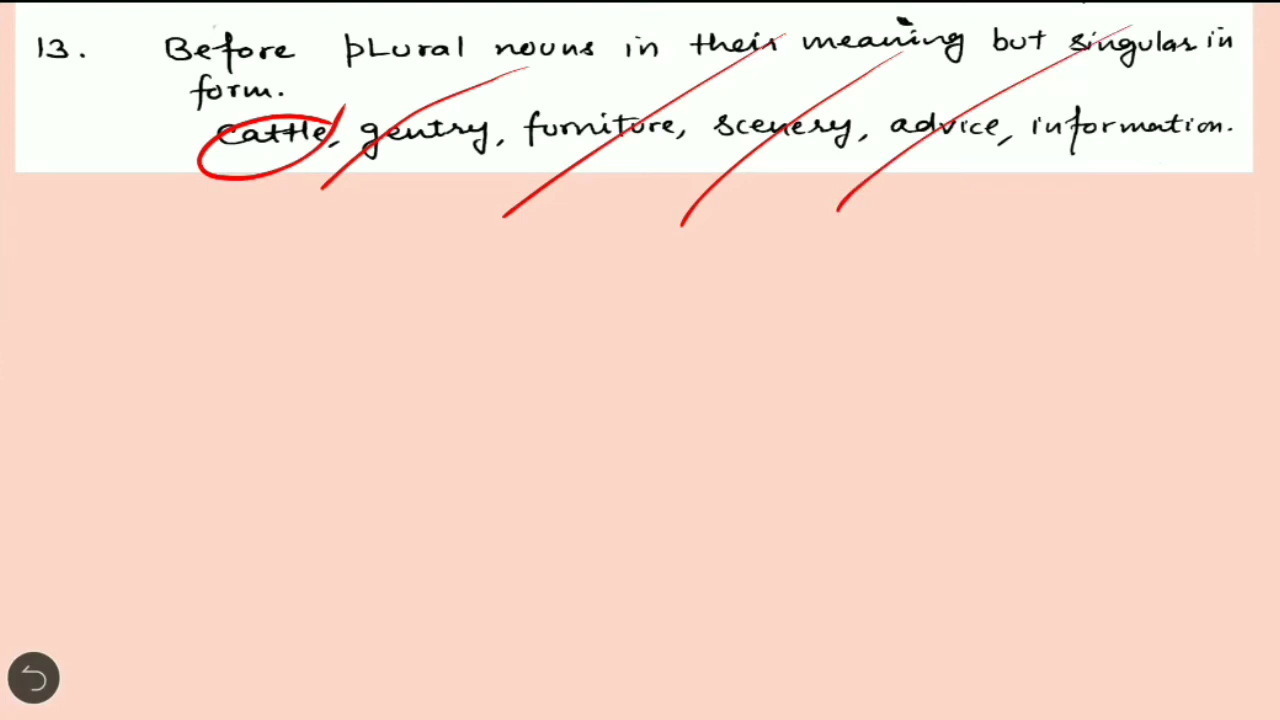 13. Before plural nouns in their meaning but singular in
form.
cattle, gentry, furniture, scenery, advice, information.